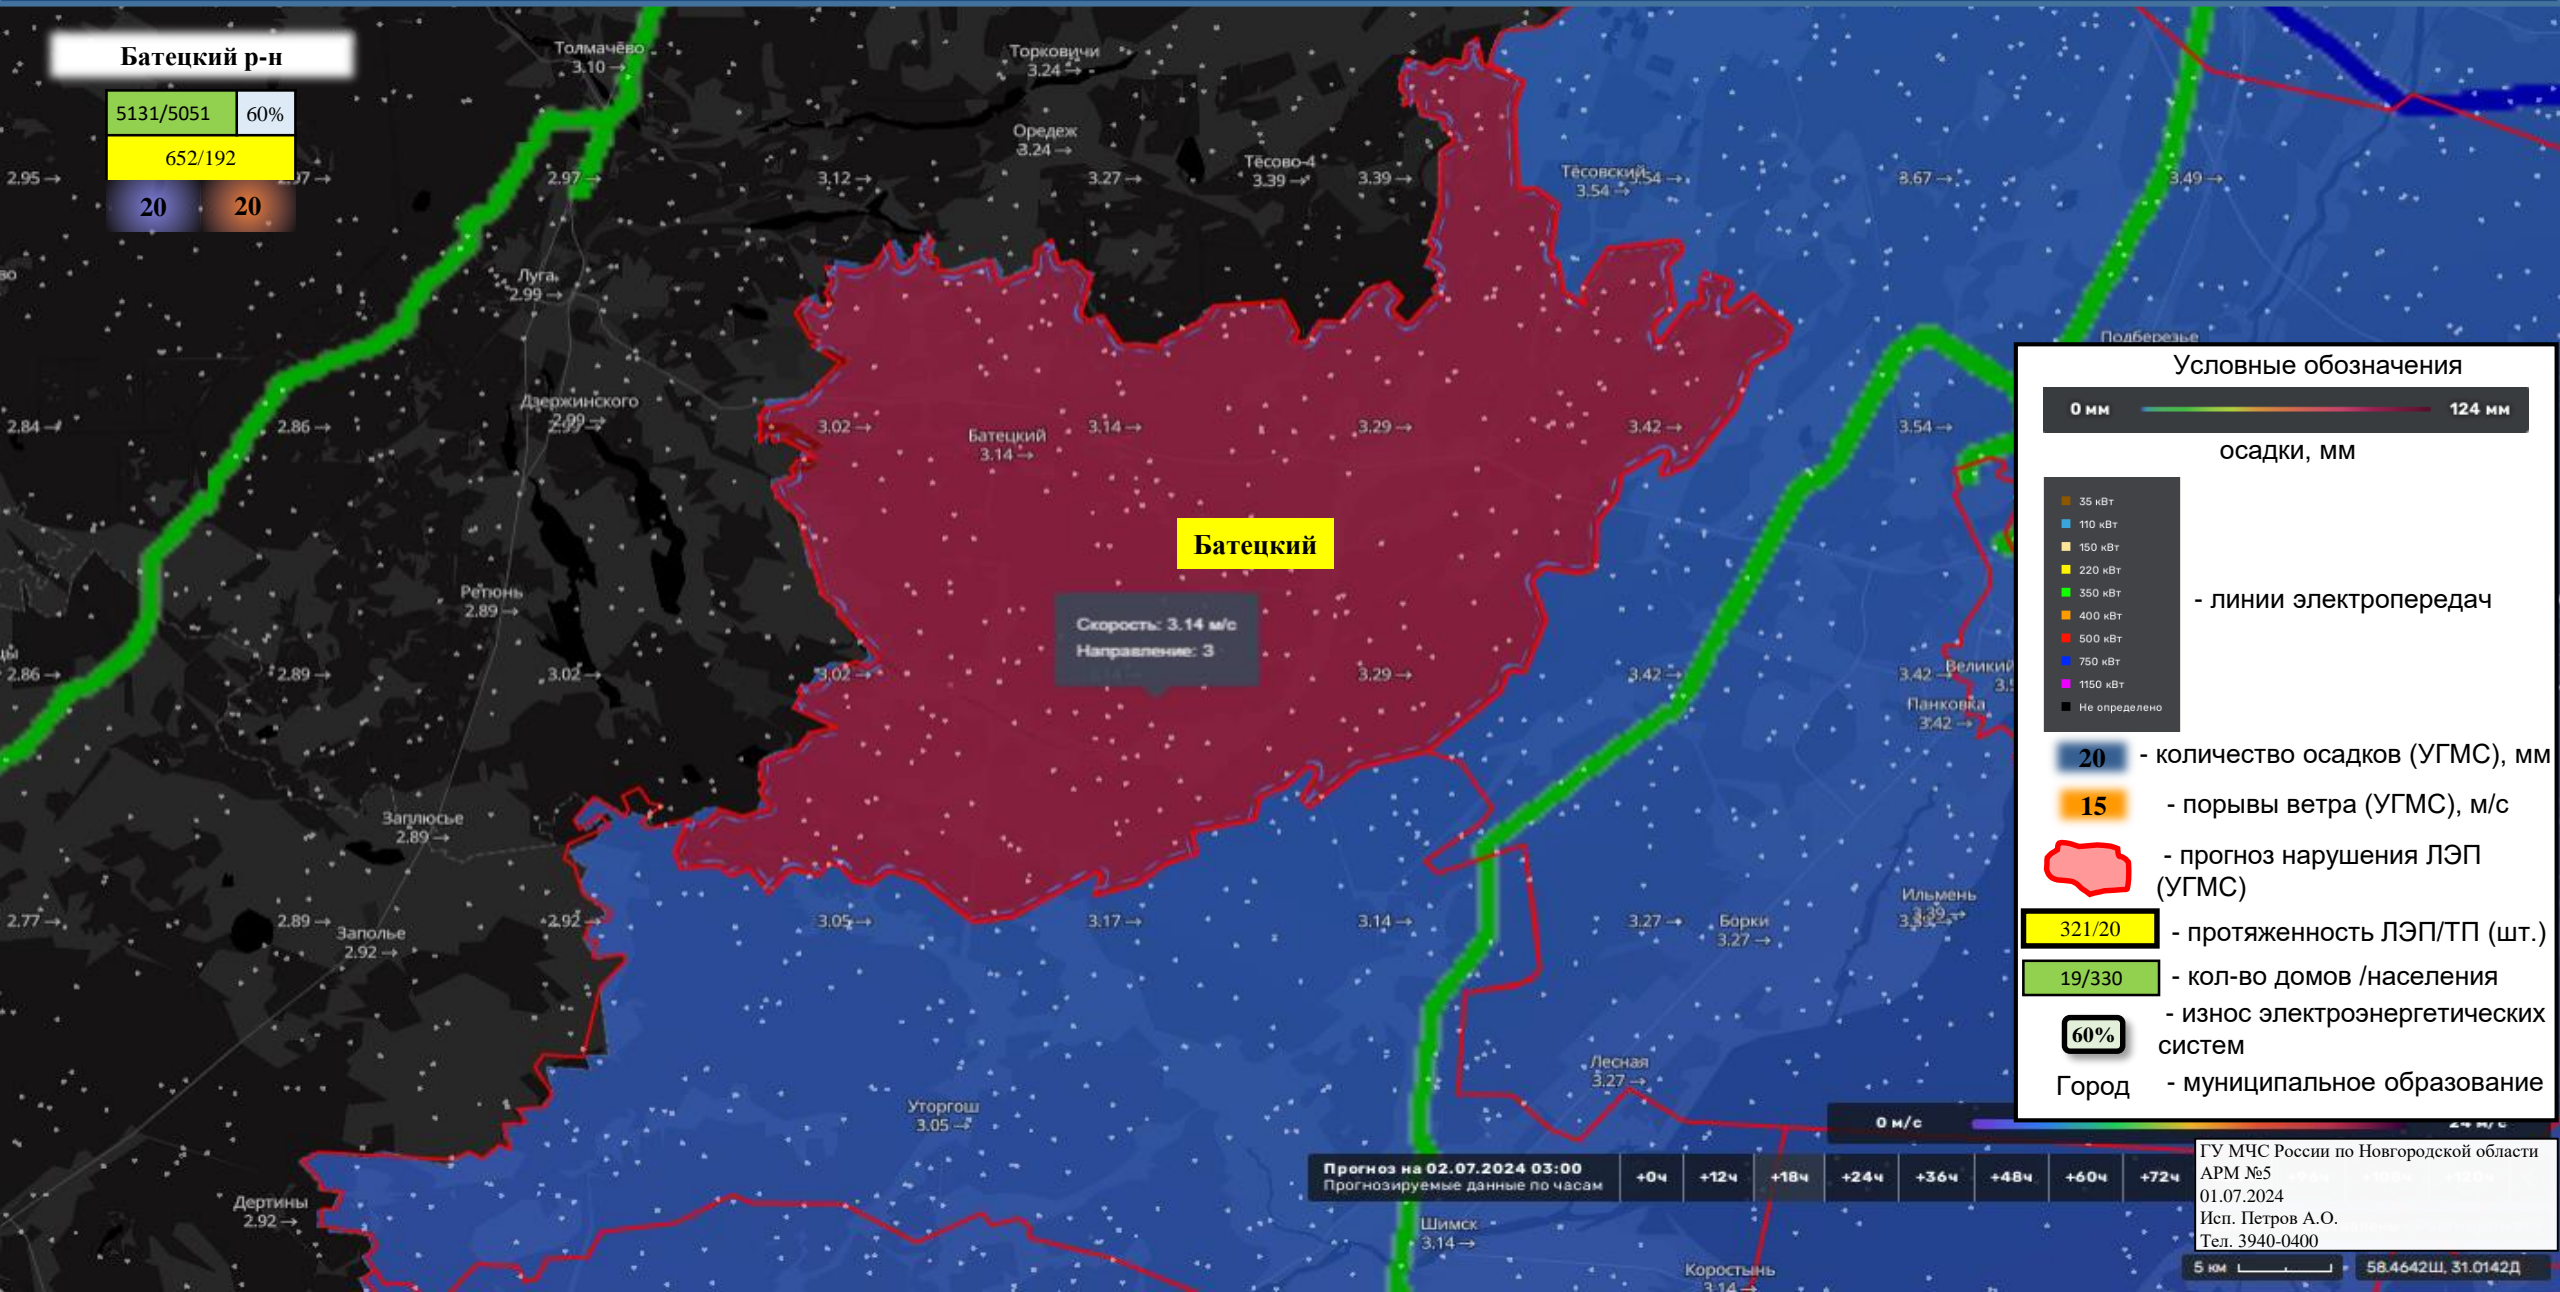 Батецкий р-н
5131/5051 60%
652/192
20 20
Толмачёво
3.10 →
Торковичи
3.24 →
Оредеж
3.24 →
Тёсово-4
3.39 →
Тёсовский
3.54 →
2.95 →
2.97 →
3.12 →
3.27 →
3.39 →
3.67 →
3.49 →
Луга
2.99 →
Подберезье
Дзержинского
2.99 →
2.84 →
2.86 →
3.02 →
Батецкий
3.14 →
3.14 →
3.29 →
3.42 →
3.54 →
Батецкий
Ретюнь
2.89 →
Скорость: 3.14 м/с
Направление: З
2.86 →
2.89 →
3.02 →
3.02 →
3.29 →
3.42 →
3.42 →
Великий
Панковка
3.42 →
Заплюсье
2.89 →
2.77 →
2.89 →
Заполье
2.92 →
2.92 →
3.05 →
3.17 →
3.14 →
3.27 →
Борки
3.27 →
Ильмень
Лесная
3.27 →
Уторгош
3.05 →
Дертины
2.92 →
Шимск
3.14 →
Коростынь
3.14 →
Условные обозначения
0 мм 124 мм
осадки, мм
35 кВт
110 кВт
150 кВт
220 кВт
350 кВт
400 кВт
500 кВт
750 кВт
1150 кВт
Не определено
- линии электропередач
20 - количество осадков (УГМС), мм
15 - порывы ветра (УГМС), м/с
- прогноз нарушения ЛЭП
(УГМС)
321/20 - протяженность ЛЭП/ТП (шт.)
19/330 - кол-во домов /населения
- износ электроэнергетических
60% систем
Город - муниципальное образование
0 м/с 24 м/с
Прогноз на 02.07.2024 03:00
Прогнозируемые данные по часам
+0ч +12ч +18ч +24ч +36ч +48ч +60ч +72ч
ГУ МЧС России по Новгородской области
АРМ №5
01.07.2024
Исп. Петров А.О.
Тел. 3940-0400
5 км 58.4642Ш, 31.0142Д